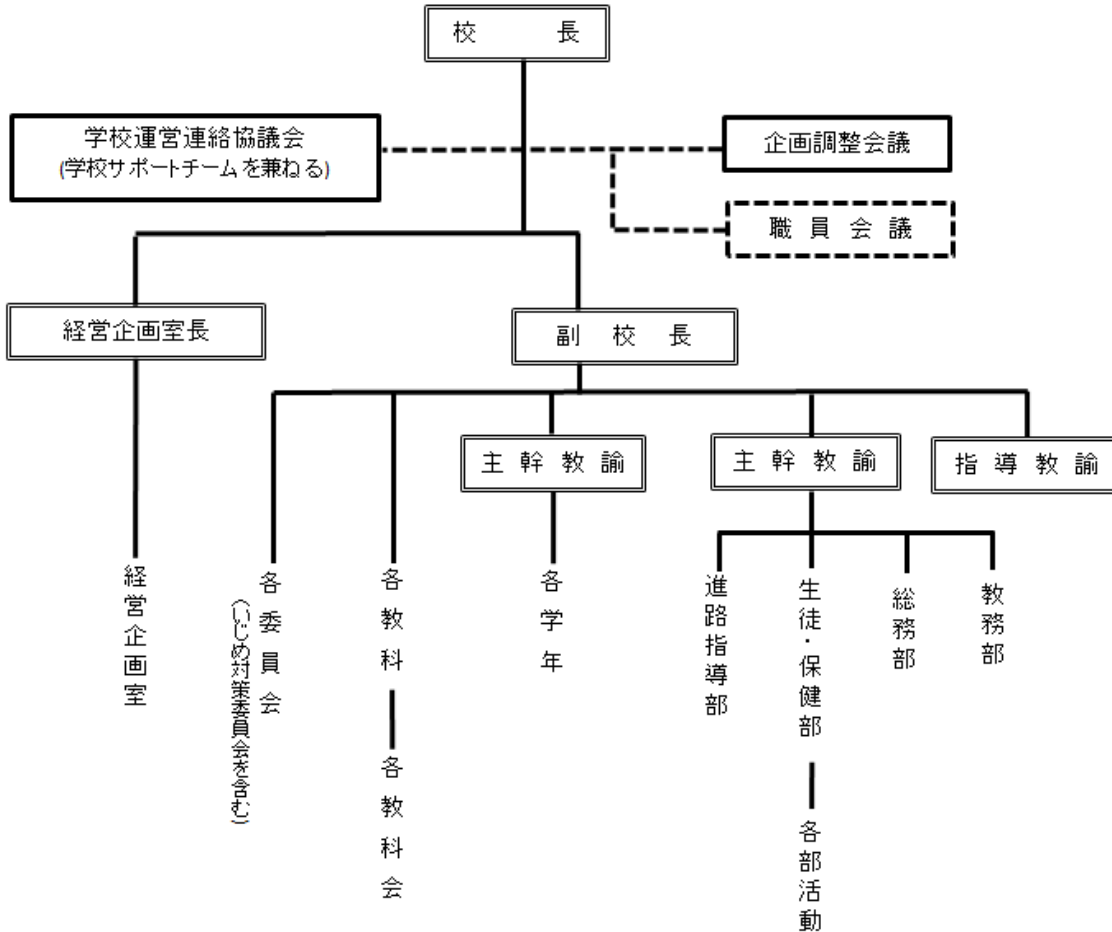 校長
学校運営連絡協議会
(学校サポートチームを兼ねる)
企画調整会議
職員会議
経営企画室長
副校長
主幹教諭
主幹教諭
指導教諭
経営企画室
各委員会
(いじめ対策委員会を含む)
各教科
各教科会
各学年
進路指導部
生徒・保健部
各部活動
総務部
教務部